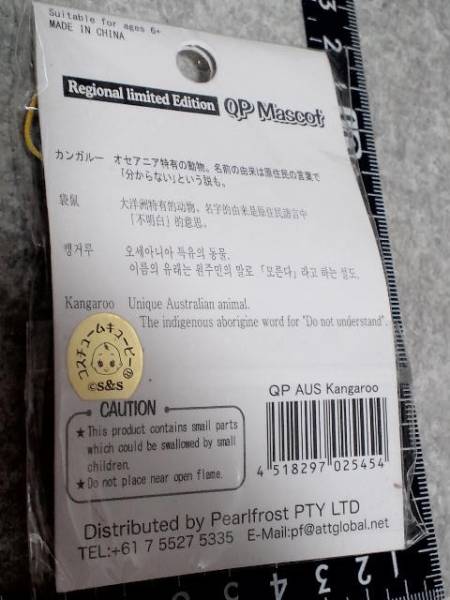 Suitable for ages 6+
MADE IN CHINA
Regional limited Edition QP Mascot
カンガルー オセアニア特有の動物。名前の由来は原住民の言葉で
「分からない」という説も。
袋鼠 大洋洲特有的动物。名字的由来是原住民語言中
「不明白」的意思。
캥거루 오세아니아 특유의 동물.
이름의 유래는 원주민의 말로 「모른다」라고 하는 설도.
Kangaroo Unique Australian animal.
The indigenous aborigine word for "Do not understand".
コスチュームキューピー
©S&S
CAUTION
★This product contains small parts
which could be swallowed by small
children.
★Do not place near open flame.
QP AUS Kangaroo
4 518297 025454
Distributed by Pearlfrost PTY LTD
TEL:+61 7 5527 5335 E-Mail:pf@attglobal.net